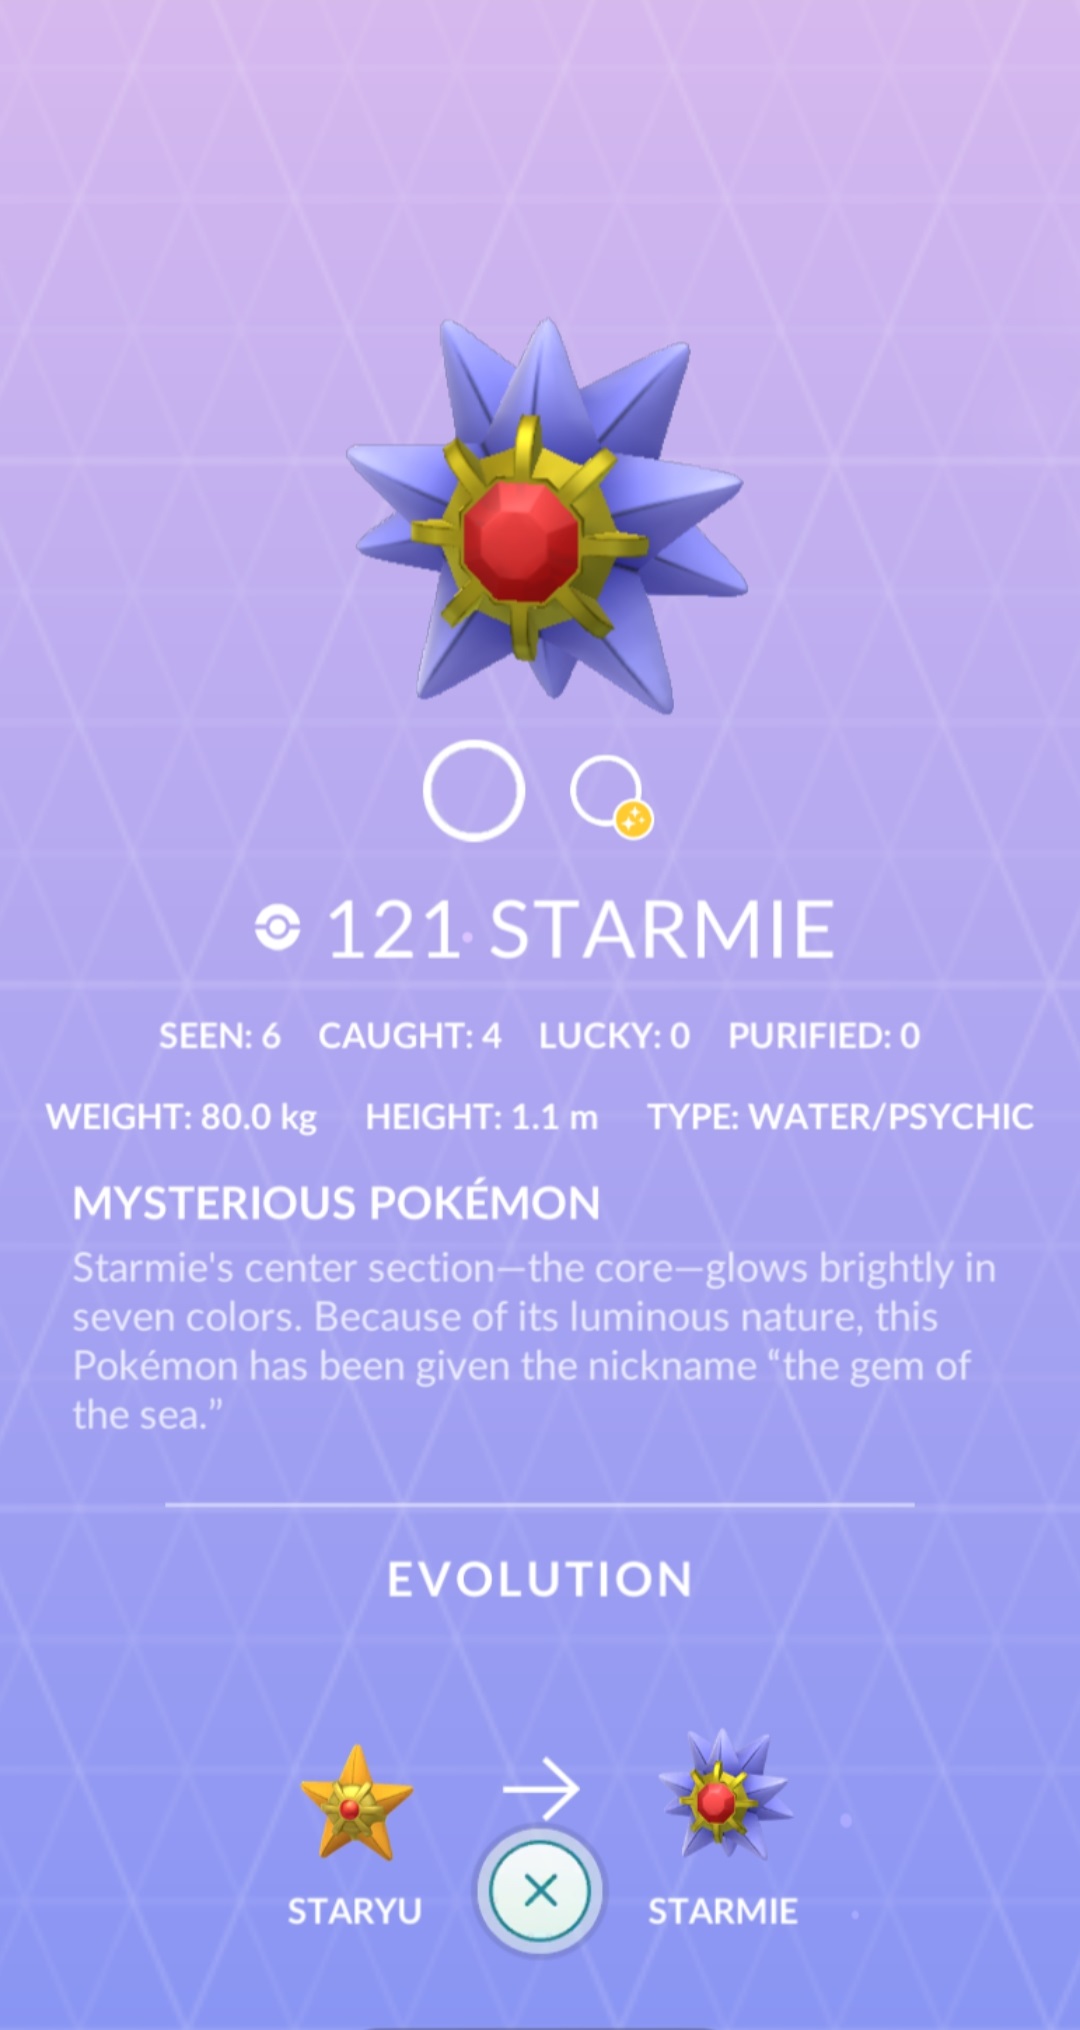 121 STARMIE
SEEN: 6 CAUGHT: 4 LUCKY: 0 PURIFIED: 0
WEIGHT: 80.0 kg HEIGHT: 1.1 m TYPE: WATER/PSYCHIC
MYSTERIOUS POKÉMON
Starmie's center section—the core—glows brightly in
seven colors. Because of its luminous nature, this
Pokémon has been given the nickname “the gem of
the sea.”
EVOLUTION
STARYU STARMIE